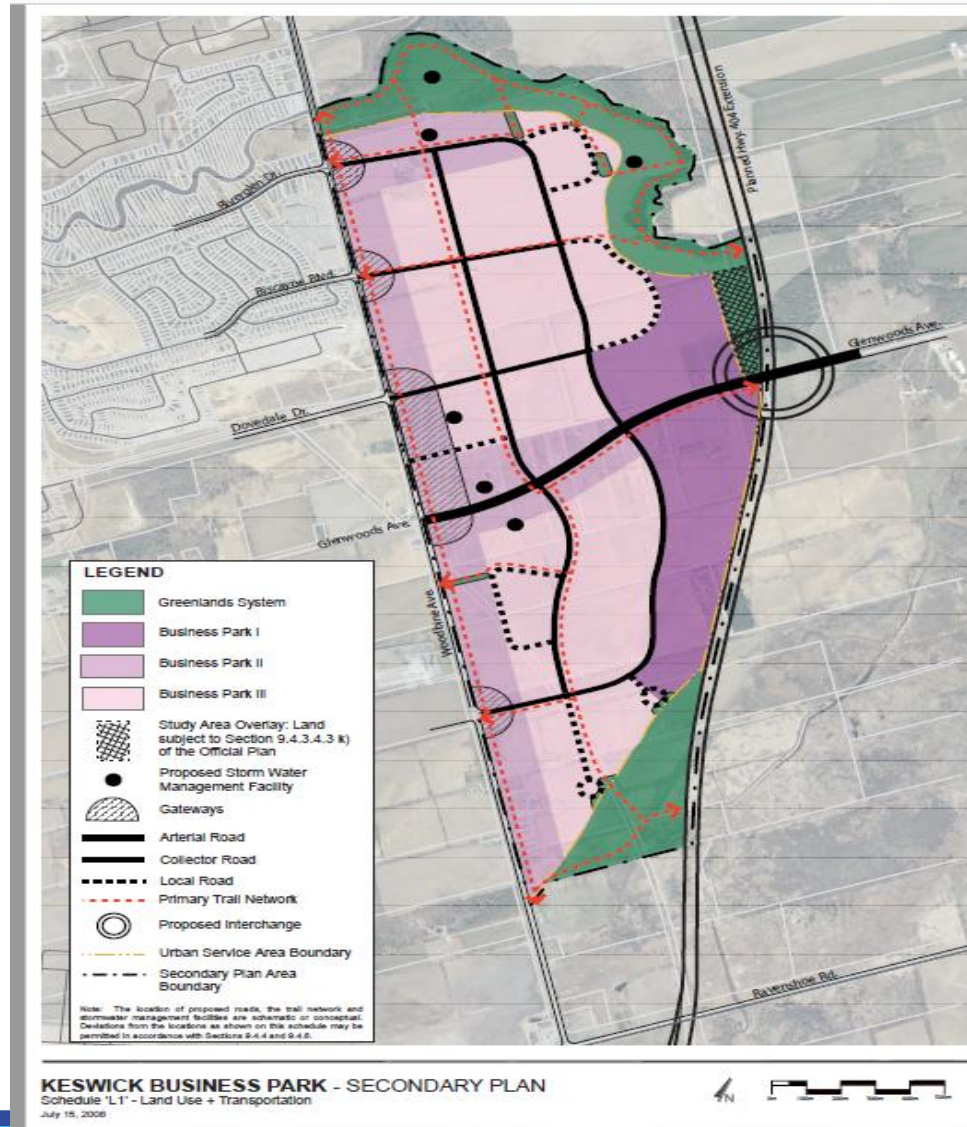 Planned Hwy. 404 Extension
Biscayne Blvd.
Dovedale Dr.
Glenwoods Ave.
Glenwoods Ave.
Woodbine Ave.
Ravenshoe Rd.
LEGEND
Greenlands System
Business Park I
Business Park II
Business Park III
Study Area Overlay: Land
subject to Section 9.4.3.4.3 k)
of the Official Plan
Proposed Storm Water
Management Facility
Gateways
Arterial Road
Collector Road
Local Road
Primary Trail Network
Proposed Interchange
Urban Service Area Boundary
Secondary Plan Area
Boundary
Note: The location of proposed roads, the trail network and
stormwater management facilities are schematic or conceptual.
Deviations from the locations as shown on this schedule may be
permitted in accordance with Sections 9.4.4 and 9.4.6.
KESWICK BUSINESS PARK - SECONDARY PLAN
Schedule 'L1' - Land Use + Transportation
July 15, 2008
N